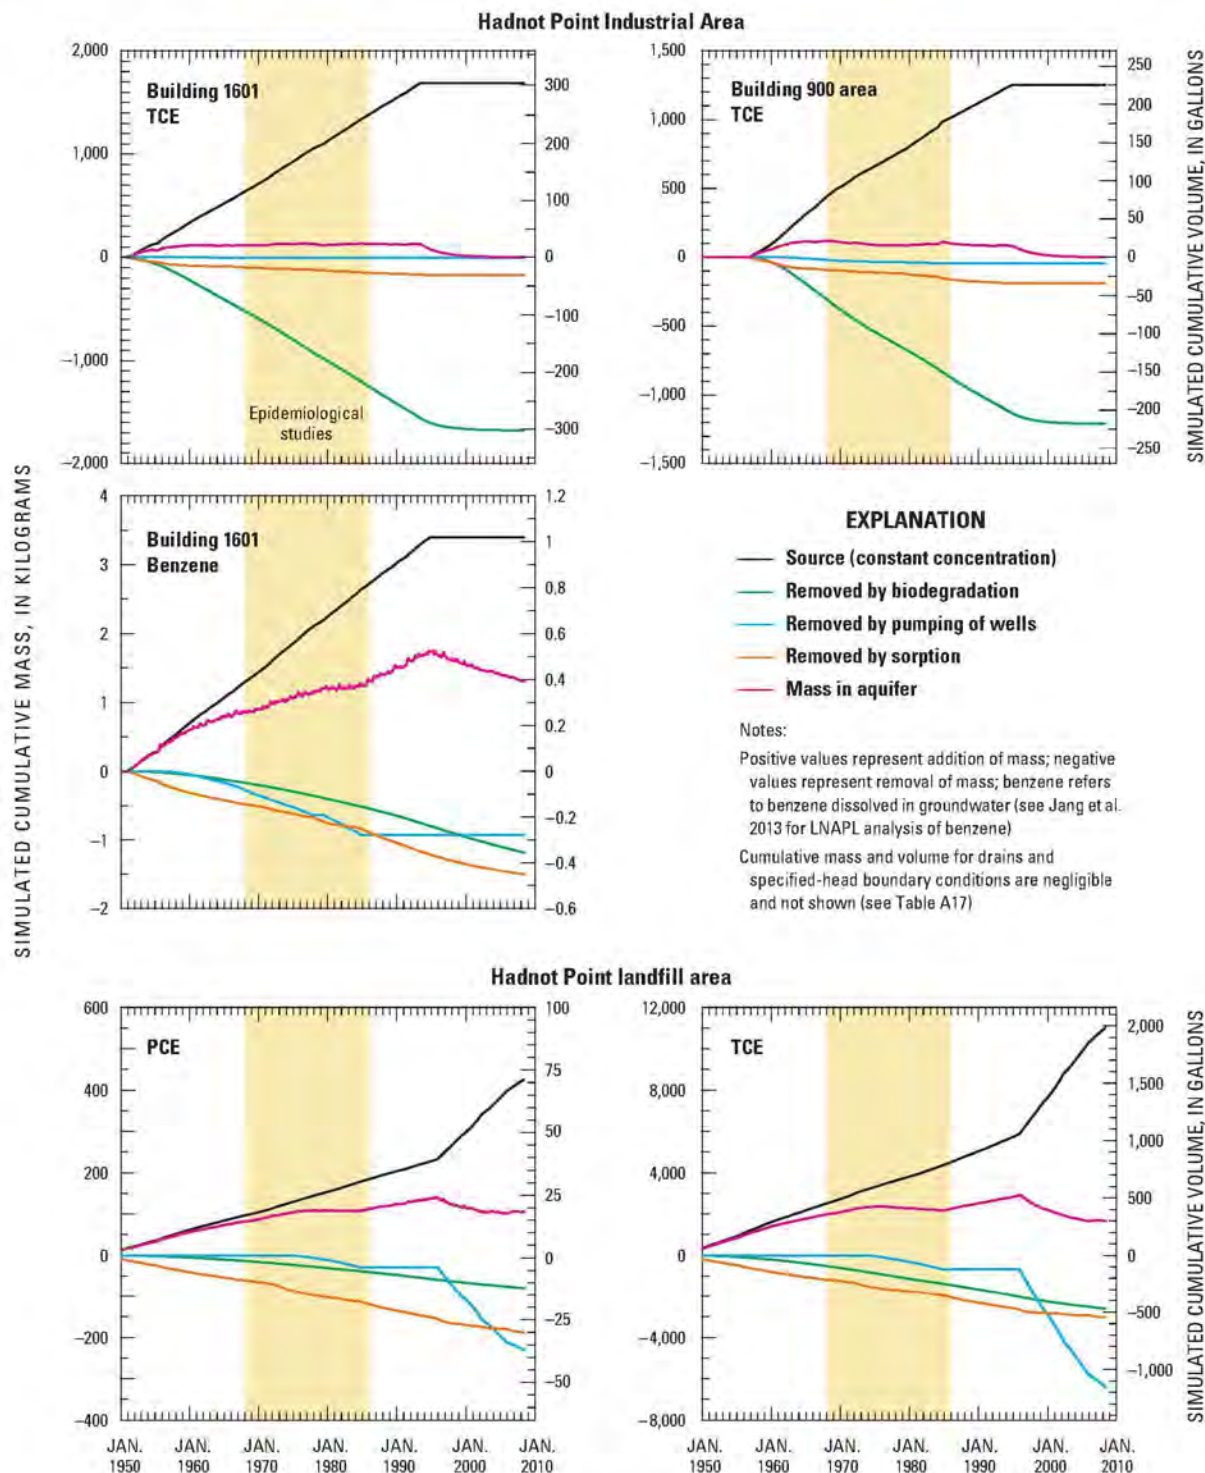 Hadnot Point Industrial Area
SIMULATED CUMULATIVE MASS, IN KILOGRAMS
2,000
1,000
0
–1,000
–2,000
Building 1601
TCE
Epidemiological
studies
300
200
100
0
–100
–200
–300
1,500
1,000
500
0
–500
–1,000
–1,500
Building 900 area
TCE
250
200
150
100
50
25
0
–50
–100
–150
–200
–250
SIMULATED CUMULATIVE VOLUME, IN GALLONS
4
3
2
1
0
–1
–2
Building 1601
Benzene
1.2
1
0.8
0.6
0.4
0.2
0
–0.2
–0.4
–0.6
EXPLANATION
Source (constant concentration)
Removed by biodegradation
Removed by pumping of wells
Removed by sorption
Mass in aquifer
Notes:
Positive values represent addition of mass; negative
values represent removal of mass; benzene refers
to benzene dissolved in groundwater (see Jang et al.
2013 for LNAPL analysis of benzene)
Cumulative mass and volume for drains and
specified-head boundary conditions are negligible
and not shown (see Table A17)
Hadnot Point landfill area
600
400
200
0
–200
–400
PCE
100
75
50
25
0
–25
–50
JAN. JAN. JAN. JAN. JAN. JAN. JAN.
1950 1960 1970 1980 1990 2000 2010
12,000
8,000
4,000
0
–4,000
–8,000
TCE
2,000
1,500
1,000
500
0
–500
–1,000
SIMULATED CUMULATIVE VOLUME, IN GALLONS
JAN. JAN. JAN. JAN. JAN. JAN. JAN.
1950 1960 1970 1980 1990 2000 2010